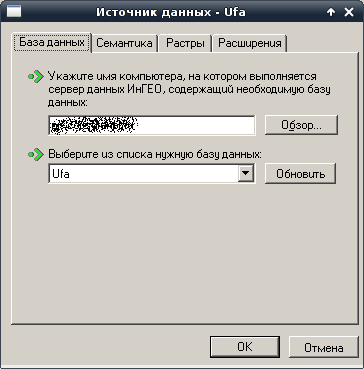 Источник данных - Ufa
База данных Семантика Растры Расширения
Укажите имя компьютера, на котором выполняется
сервер данных ИнГЕО, содержащий необходимую базу
данных:
Обзор...
Выберите из списка нужную базу данных:
Ufa Обновить
OK Отмена